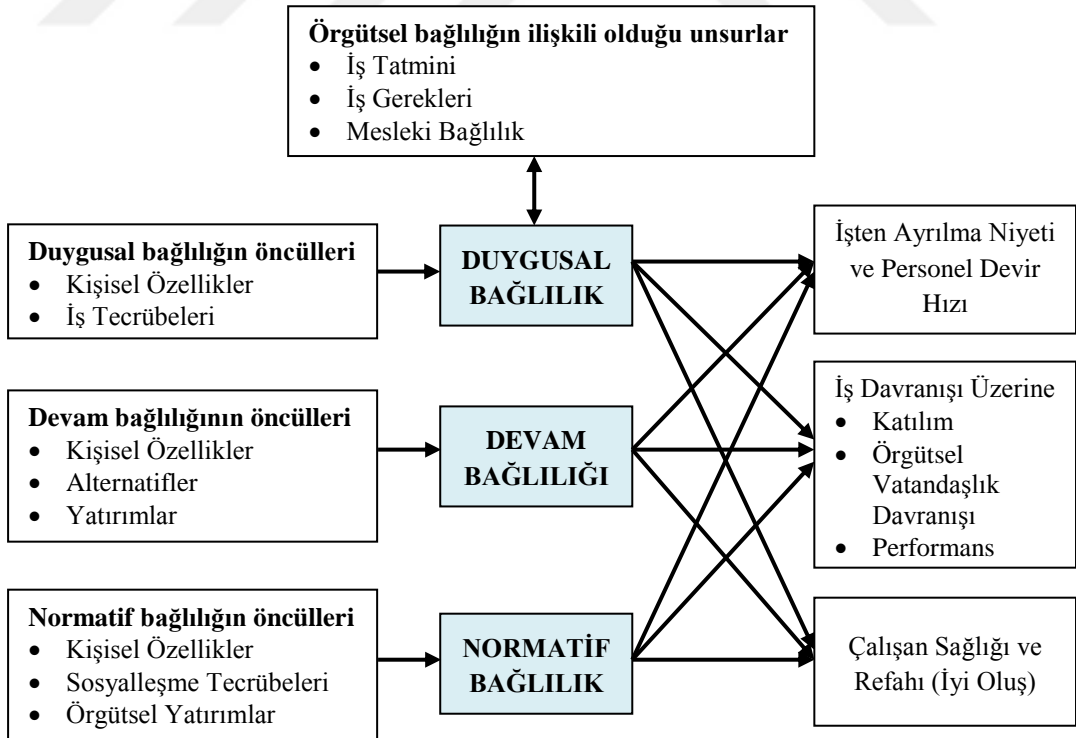 Örgütsel bağlılığın ilişkili olduğu unsurlar
• İş Tatmini
• İş Gerekleri
• Mesleki Bağlılık
Duygusal bağlılığın öncülleri
• Kişisel Özellikler
• İş Tecrübeleri
DUYGUSAL
BAĞLILIK
İşten Ayrılma Niyeti
ve Personel Devir
Hızı
Devam bağlılığının öncülleri
• Kişisel Özellikler
• Alternatifler
• Yatırımlar
DEVAM
BAĞLILIĞI
İş Davranışı Üzerine
• Katılım
• Örgütsel
Vatandaşlık
Davranışı
• Performans
Normatif bağlılığın öncülleri
• Kişisel Özellikler
• Sosyalleşme Tecrübeleri
• Örgütsel Yatırımlar
NORMATİF
BAĞLILIK
Çalışan Sağlığı ve
Refahı (İyi Oluş)